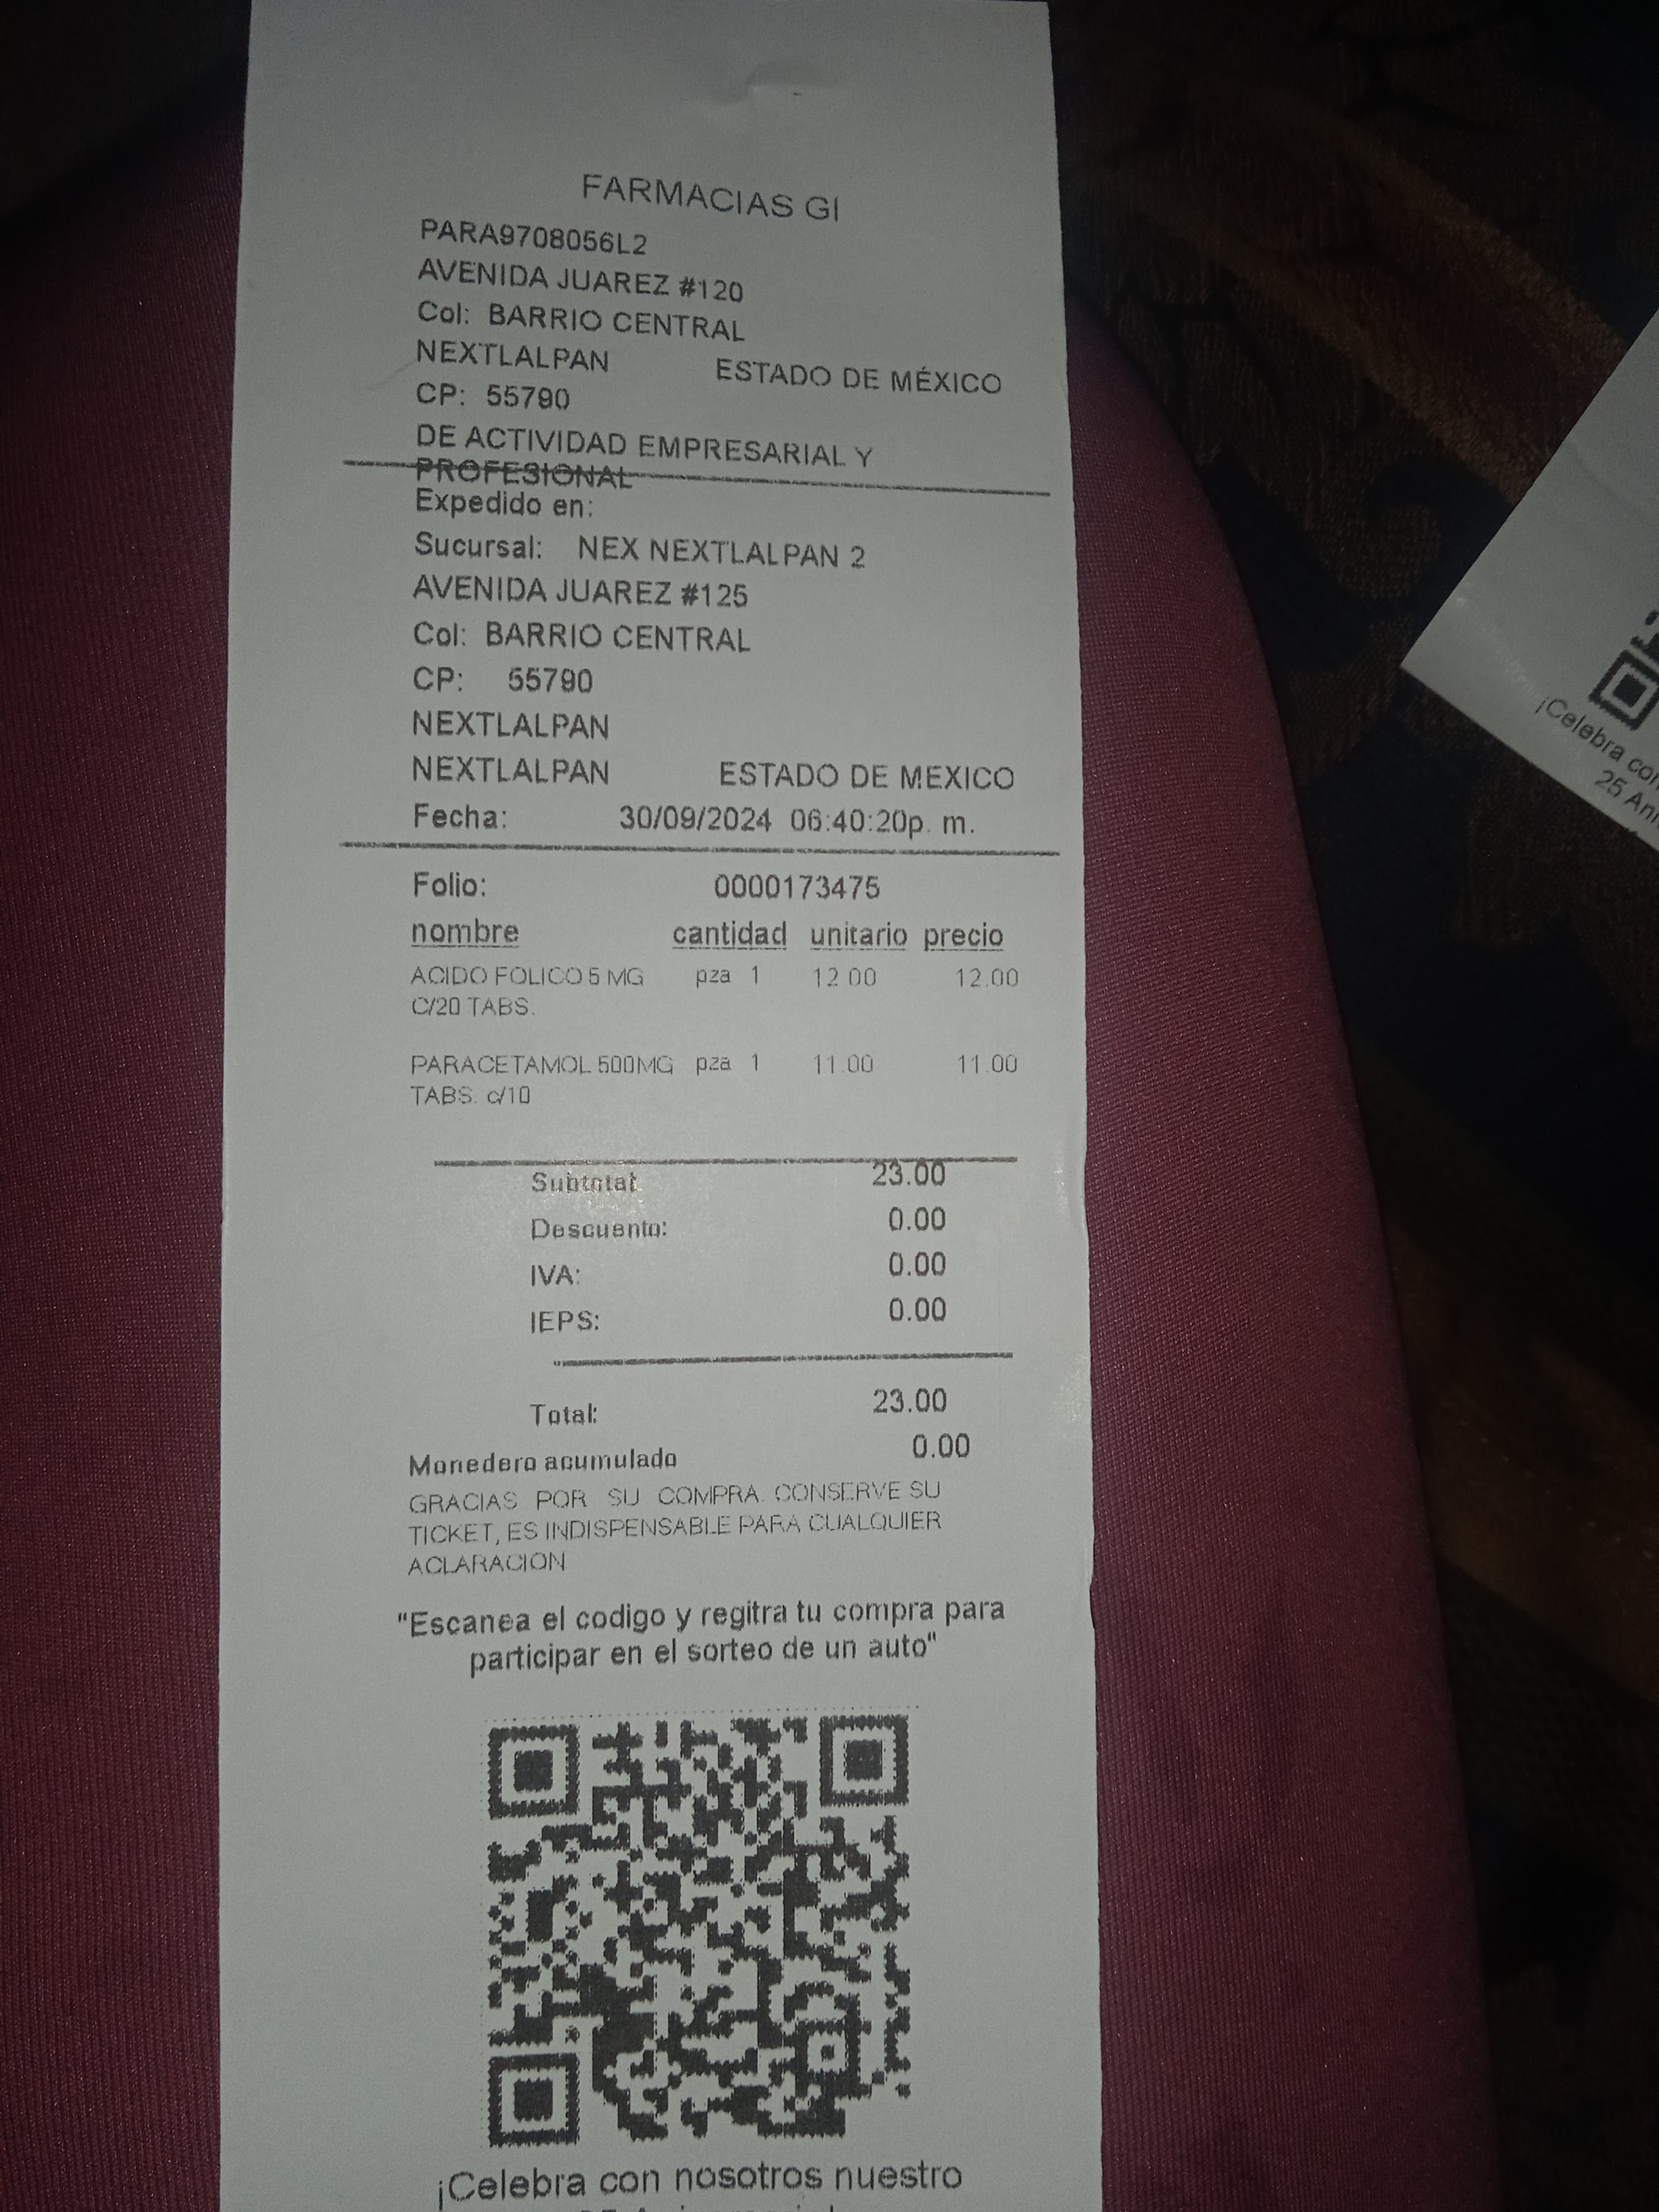 FARMACIAS GI
PARA9708056L2
AVENIDA JUAREZ #120
Col: BARRIO CENTRAL
NEXTLALPAN ESTADO DE MÉXICO
CP: 55790
DE ACTIVIDAD EMPRESARIAL Y
PROFESIONAL
Expedido en:
Sucursal: NEX NEXTLALPAN 2
AVENIDA JUAREZ #125
Col: BARRIO CENTRAL
CP: 55790
NEXTLALPAN
NEXTLALPAN ESTADO DE MEXICO
Fecha: 30/09/2024 06:40:20p. m.
Folio: 0000173475
nombre cantidad unitario precio
ACIDO FOLICO 5 MG pza 1 12.00 12.00
C/20 TABS.
PARACETAMOL 500MG pza 1 11.00 11.00
TABS. c/10
Subtotal: 23.00
Descuento: 0.00
IVA: 0.00
IEPS: 0.00
Total: 23.00
Monedero acumulado 0.00
GRACIAS POR SU COMPRA. CONSERVE SU
TICKET, ES INDISPENSABLE PARA CUALQUIER
ACLARACION
"Escanea el codigo y regitra tu compra para
participar en el sorteo de un auto"
¡Celebra con nosotros nuestro
¡Celebra con
25